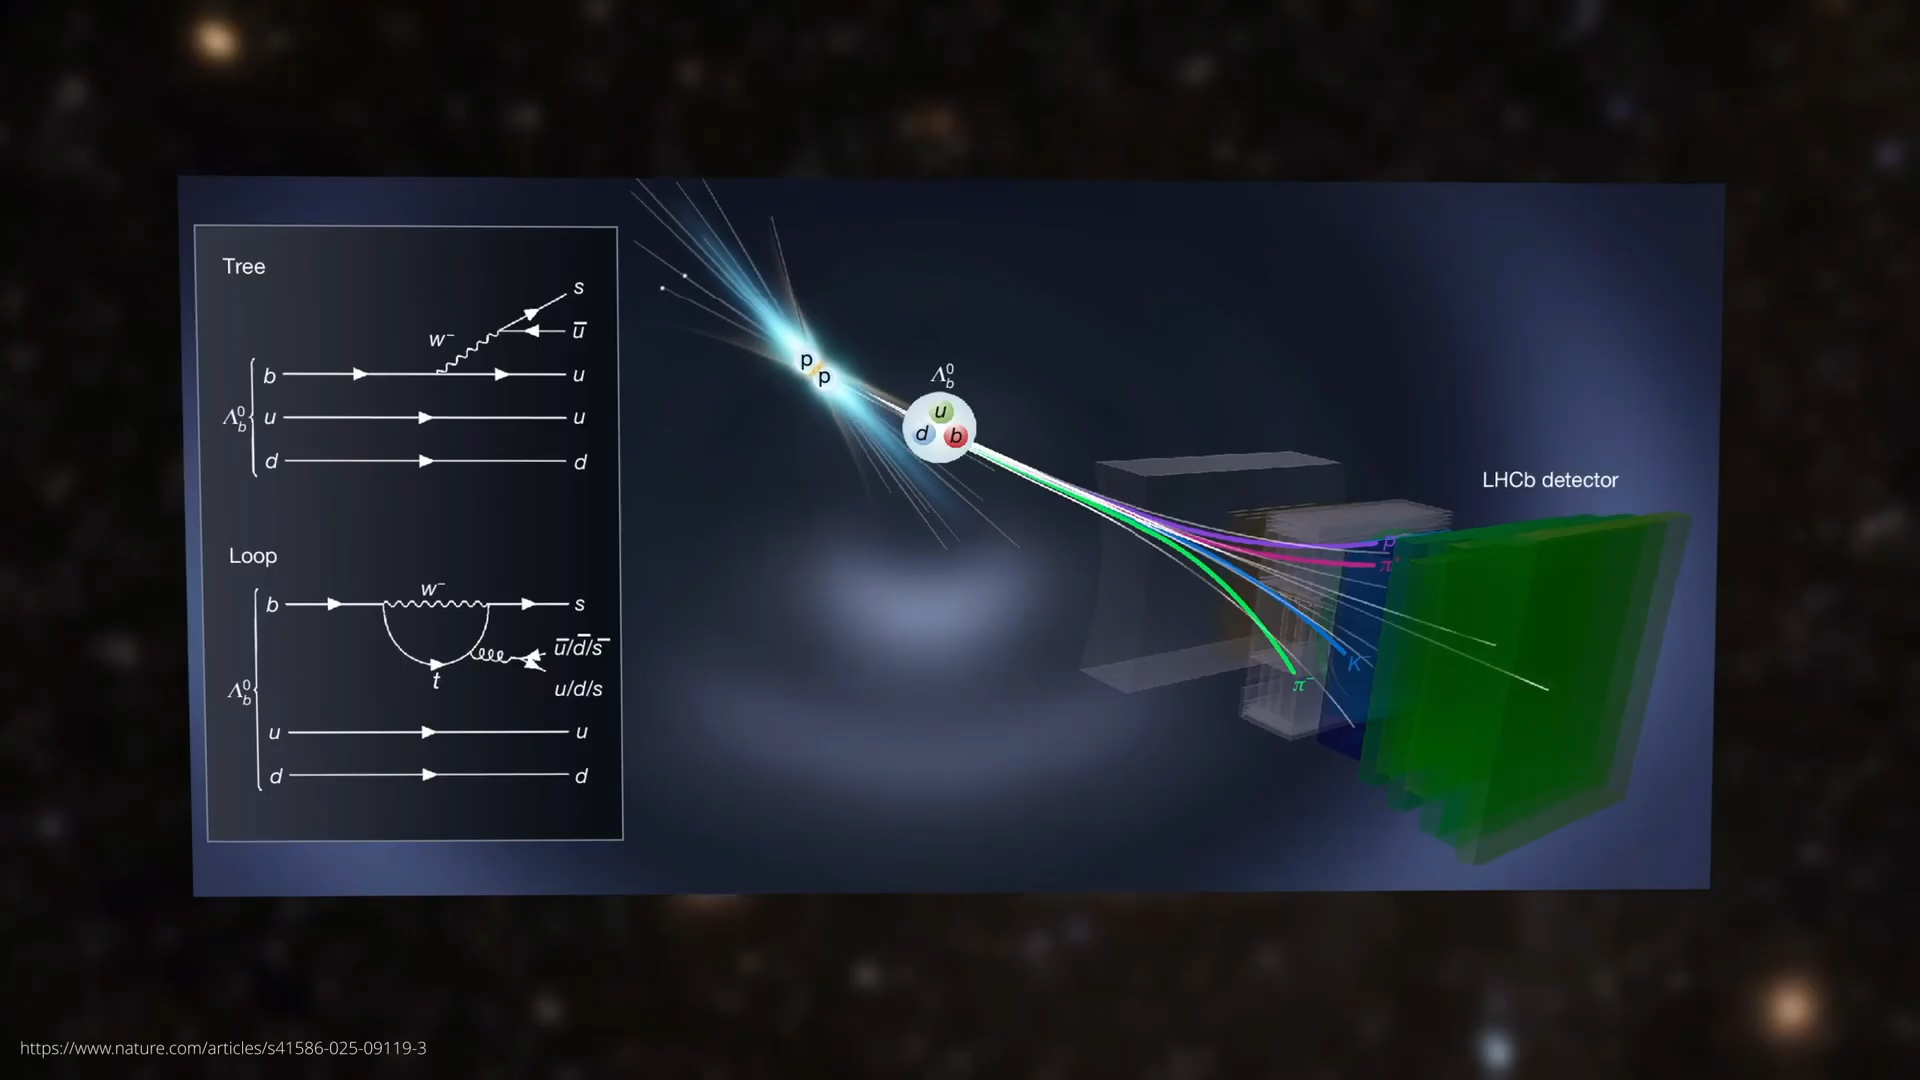 Tree
s
W⁻
u̅
b
u
Λ⁰b
u
u
d
d
Loop
W⁻
b
s
u̅/d̅/s̅
t
u/d/s
Λ⁰b
u
u
d
d
p
p
Λ⁰b
u
d
b
LHCb detector
p
π⁺
K⁻
π⁻
https://www.nature.com/articles/s41586-025-09119-3